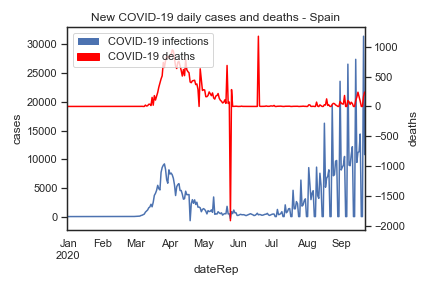 New COVID-19 daily cases and deaths - Spain
COVID-19 infections
COVID-19 deaths
cases
30000
25000
20000
15000
10000
5000
0
deaths
1000
500
0
−500
−1000
−1500
−2000
Jan Feb Mar Apr May Jun Jul Aug Sep
2020
dateRep